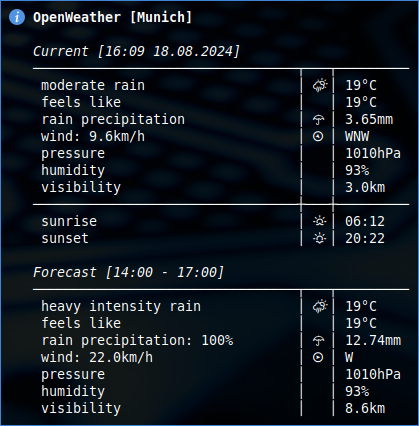 OpenWeather [Munich]
Current [16:09 18.08.2024]
moderate rain 19°C
feels like 19°C
rain precipitation 3.65mm
wind: 9.6km/h WNW
pressure 1010hPa
humidity 93%
visibility 3.0km
sunrise 06:12
sunset 20:22
Forecast [14:00 - 17:00]
heavy intensity rain 19°C
feels like 19°C
rain precipitation: 100% 12.74mm
wind: 22.0km/h W
pressure 1010hPa
humidity 93%
visibility 8.6km